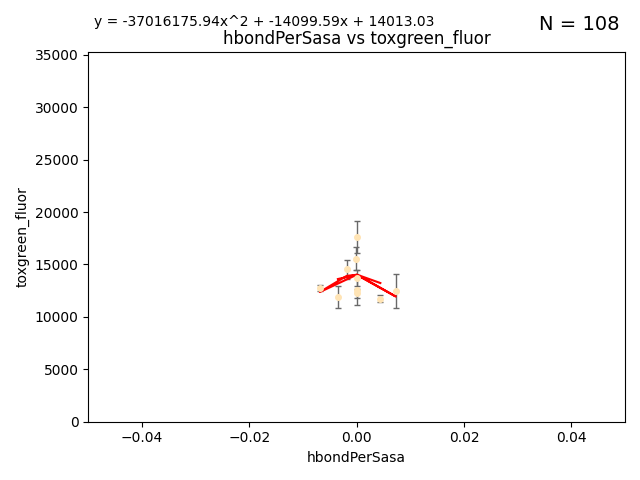 y = -37016175.94x^2 + -14099.59x + 14013.03
N = 108
hbondPerSasa vs toxgreen_fluor
35000
30000
25000
20000
15000
10000
5000
0
toxgreen_fluor
−0.04
−0.02
0.00
0.02
0.04
hbondPerSasa